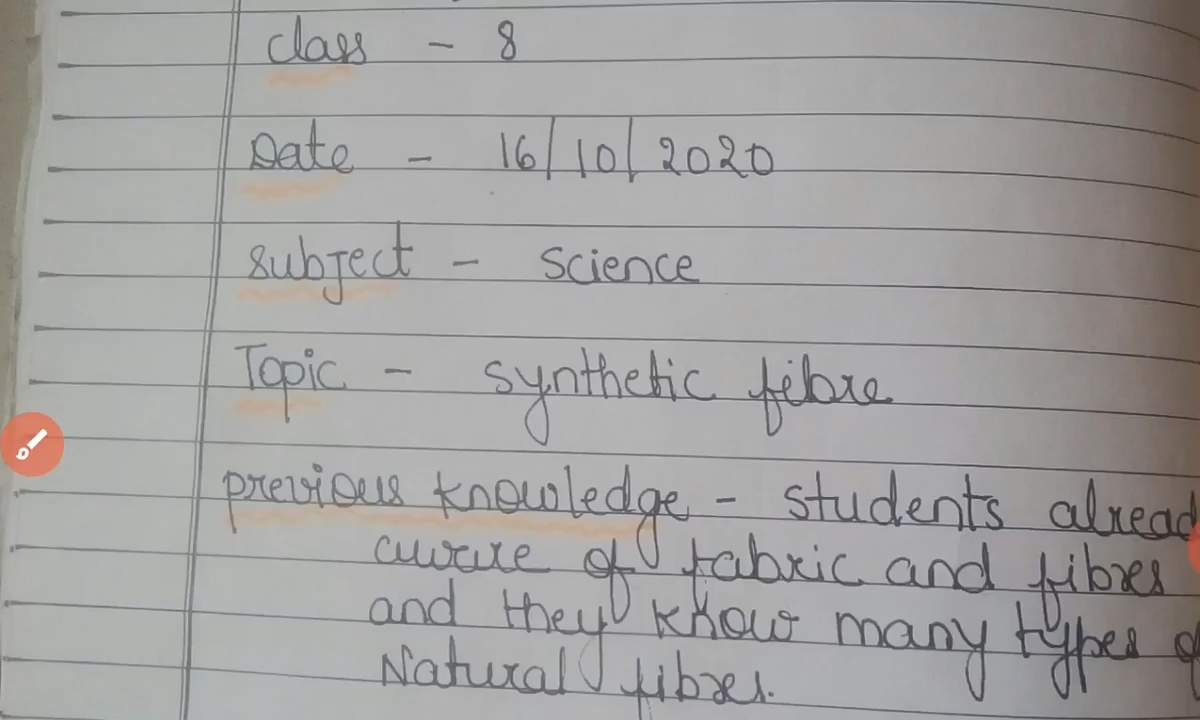 class - 8
Date - 16/10/2020
Subject - Science
Topic - synthetic fibre
previous knowledge - students alread
aware of fabric and fibres
and they know many types of
Natural fibres.